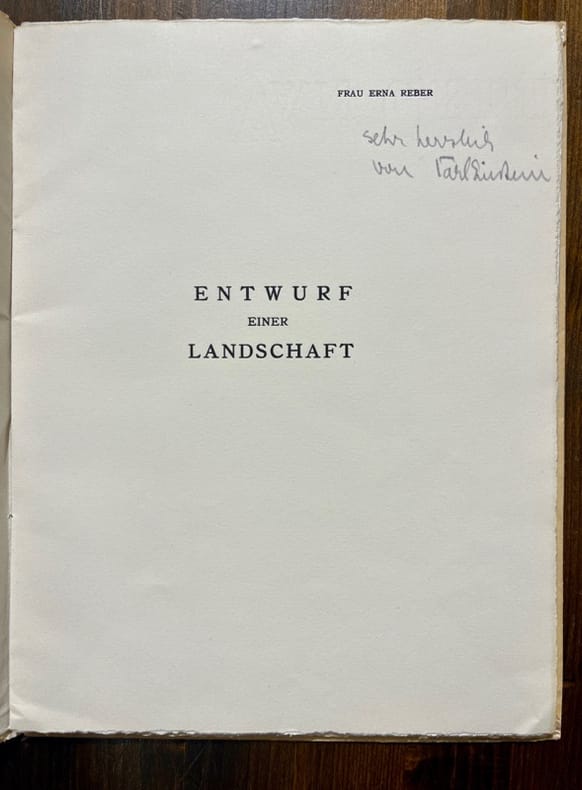 FRAU ERNA REBER
sehr herzlich
von Carl Einstein
ENTWURF
EINER
LANDSCHAFT